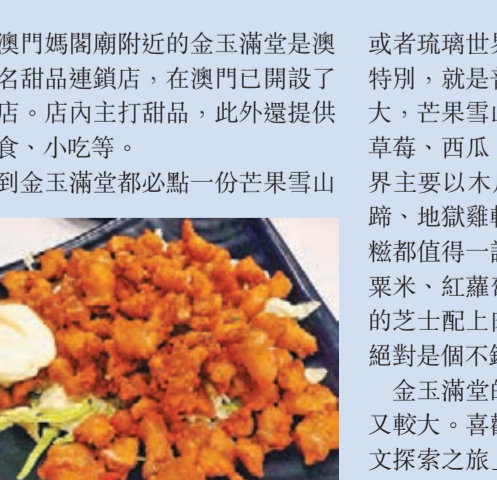 澳門媽閣廟附近的金玉滿堂是澳
名甜品連鎖店，在澳門已開設了
店。店內主打甜品，此外還提供
食、小吃等。
到金玉滿堂都必點一份芒果雪山
或者琉璃世界
特別，就是
大，芒果雪山
草莓、西瓜
界主要以木
蹄、地獄雞
糍都值得一試
粟米、紅蘿蔔
的芝士配上
絕對是個不錯
金玉滿堂的
又較大。喜歡
文探索之旅